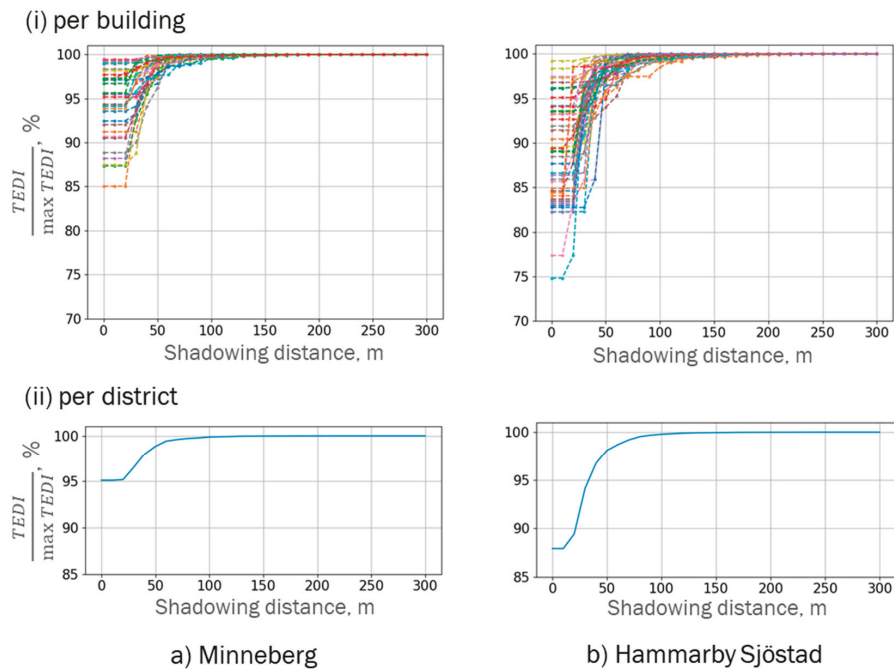 (i) per building
100
95
90
85
80
75
70
TEDI
max TEDI, %
0 50 100 150 200 250 300
Shadowing distance, m
100
95
90
85
80
75
70
0 50 100 150 200 250 300
Shadowing distance, m
(ii) per district
100
95
90
85
TEDI
max TEDI, %
0 50 100 150 200 250 300
Shadowing distance, m
100
95
90
85
0 50 100 150 200 250 300
Shadowing distance, m
a) Minneberg
b) Hammarby Sjöstad